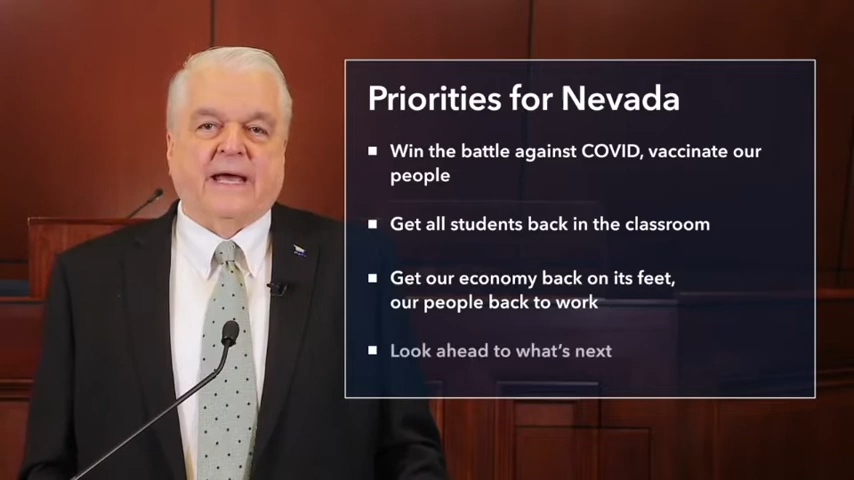 Priorities for Nevada
Win the battle against COVID, vaccinate our
people
Get all students back in the classroom
Get our economy back on its feet,
our people back to work
Look ahead to what's next